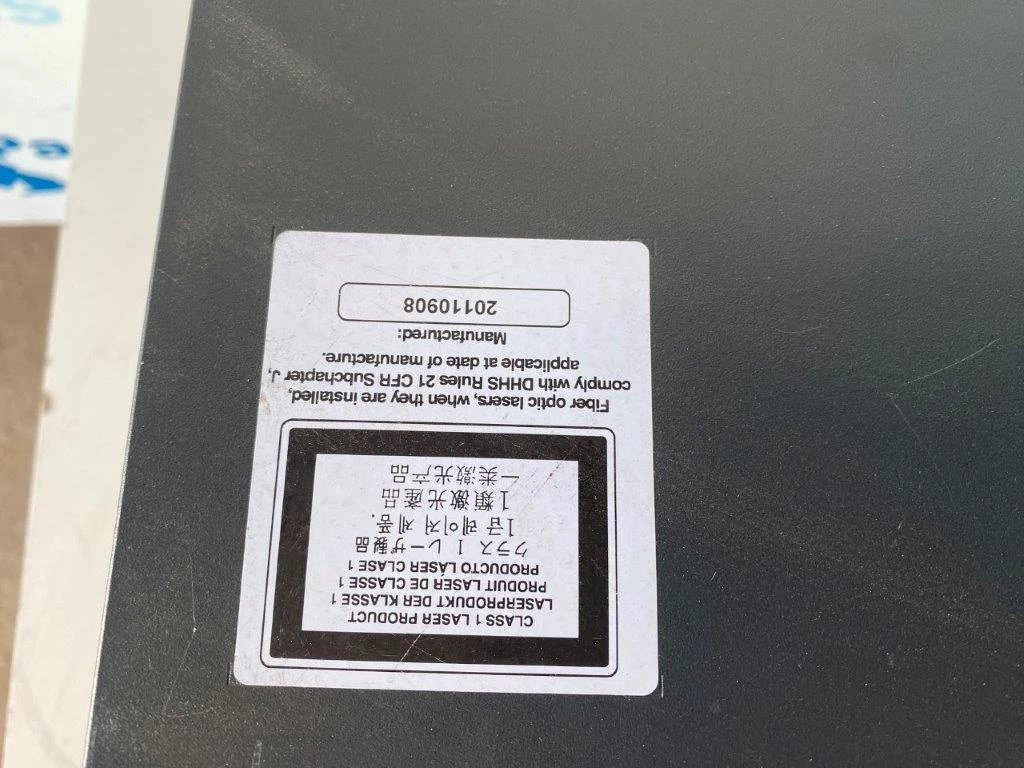 CLASS 1 LASER PRODUCT
LASERPRODUKT DER KLASSE 1
PRODUIT LASER DE CLASSE 1
PRODUCTO LÁSER CLASE 1
クラス 1 レーザ製品
1급 레이저 제품.
1類激光產品
一类激光产品
Fiber optic lasers, when they are installed,
comply with DHHS Rules 21 CFR Subchapter J,
applicable at date of manufacture.
Manufactured:
20110908